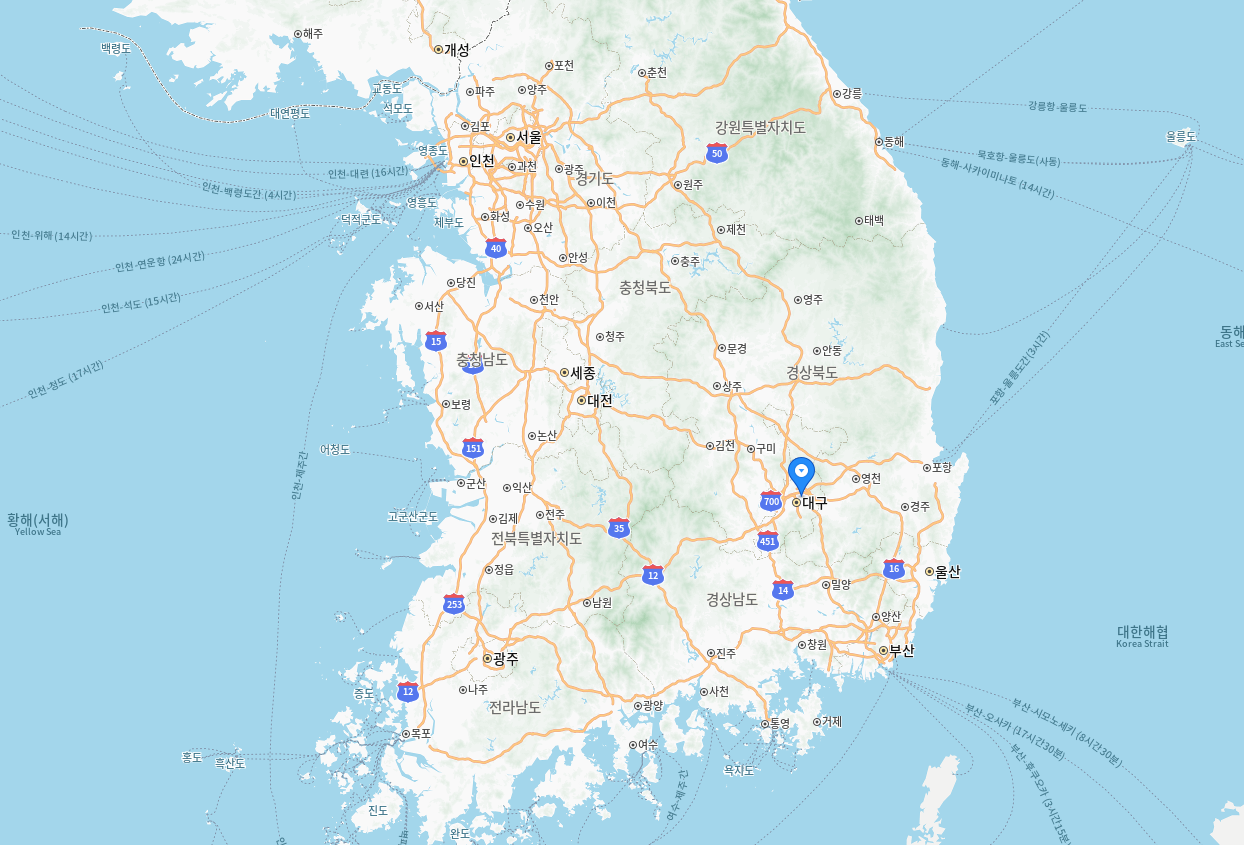 해주
개성
백령도
포천
춘천
교동도
파주
양주
강릉
석모도
대연평도
강릉항-울릉도
김포
서울
강원특별자치도
울릉도
동해
영종도
인천
과천
광주
경기도
50
묵호항-울릉도(사동)
동해-사카이미나토 (14시간)
인천-대련 (16시간)
인천-백령도간 (4시간)
원주
영흥도
수원
이천
덕적군도
제부도
화성
오산
제천
태백
인천-위해 (14시간)
40
안성
충주
인천-연운항 (24시간)
당진
충청북도
인천-석도 (15시간)
서산
천안
영주
청주
동해
East Se
15
문경
안동
충청남도
인천-청도 (17시간)
세종
경상북도
포항-울릉도간(3시간)
상주
보령
대전
논산
김천
구미
어청도
151
인천-제주간
포항
영천
군산
익산
700
대구
경주
황해(서해)
Yellow Sea
고군산군도
김제
전주
35
전북특별자치도
451
정읍
12
16
울산
밀양
14
253
남원
경상남도
양산
대한해협
Korea Strait
창원
부산
광주
진주
12
나주
증도
사천
전라남도
광양
통영
거제
부산-오사카 (17시간30분)
부산-시모노세키 (8시간30분)
부산-후쿠오카 (3시간15분
목포
여수
홍도
흑산도
욕지도
여수-제주간
진도
완도